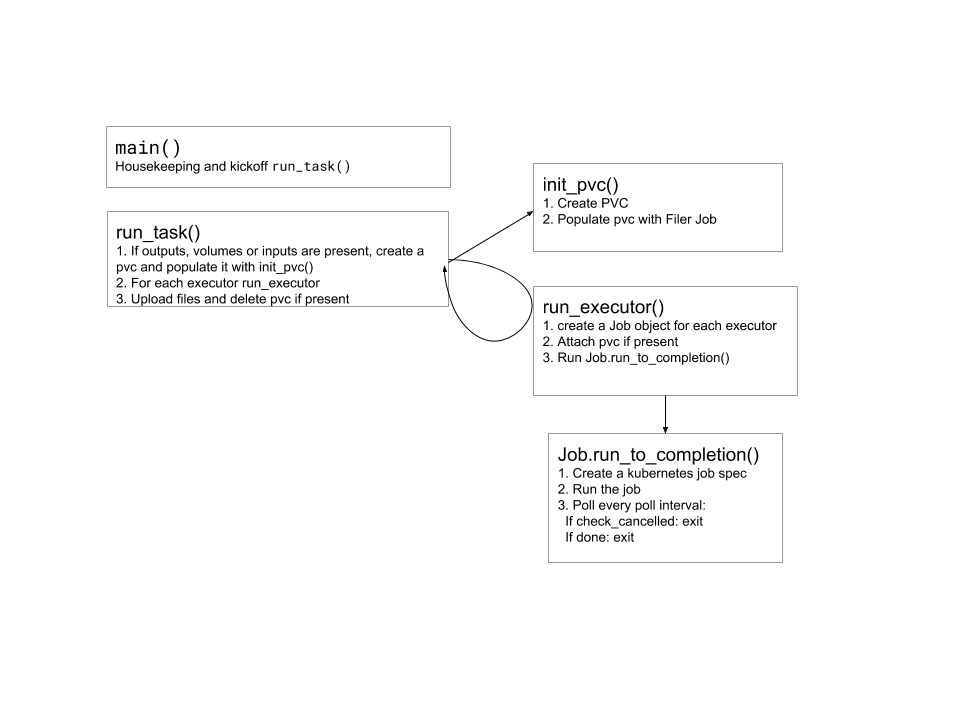 main()
Housekeeping and kickoff run_task()
run_task()
1. If outputs, volumes or inputs are present, create a
pvc and populate it with init_pvc()
2. For each executor run_executor
3. Upload files and delete pvc if present
init_pvc()
1. Create PVC
2. Populate pvc with Filer Job
run_executor()
1. create a Job object for each executor
2. Attach pvc if present
3. Run Job.run_to_completion()
Job.run_to_completion()
1. Create a kubernetes job spec
2. Run the job
3. Poll every poll interval:
If check_cancelled: exit
If done: exit